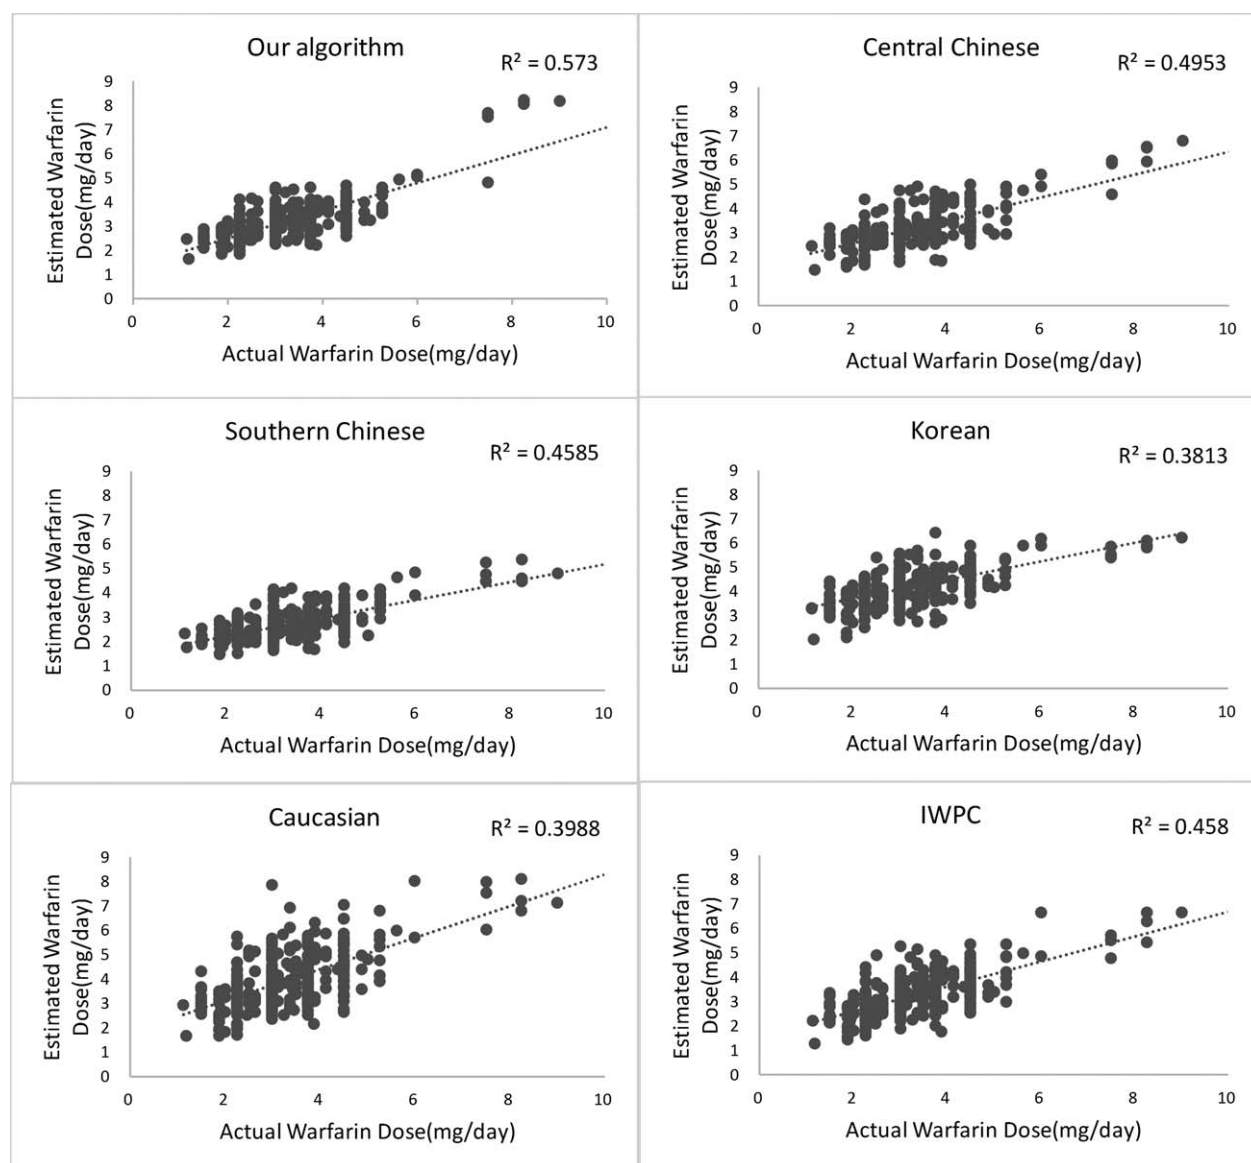 Our algorithm
R² = 0.573
Estimated Warfarin
Dose(mg/day)
9
8
7
6
5
4
3
2
1
0
0 2 4 6 8 10
Actual Warfarin Dose(mg/day)
Central Chinese
R² = 0.4953
Estimated Warfarin
Dose(mg/day)
9
8
7
6
5
4
3
2
1
0
0 2 4 6 8 10
Actual Warfarin Dose(mg/day)
Southern Chinese
R² = 0.4585
Estimated Warfarin
Dose(mg/day)
9
8
7
6
5
4
3
2
1
0
0 2 4 6 8 10
Actual Warfarin Dose(mg/day)
Korean
R² = 0.3813
Estimated Warfarin
Dose(mg/day)
9
8
7
6
5
4
3
2
1
0
0 2 4 6 8 10
Actual Warfarin Dose(mg/day)
Caucasian
R² = 0.3988
Estimated Warfarin
Dose(mg/day)
9
8
7
6
5
4
3
2
1
0
0 2 4 6 8 10
Actual Warfarin Dose(mg/day)
IWPC
R² = 0.458
Estimated Warfarin
Dose(mg/day)
9
8
7
6
5
4
3
2
1
0
0 2 4 6 8 10
Actual Warfarin Dose(mg/day)